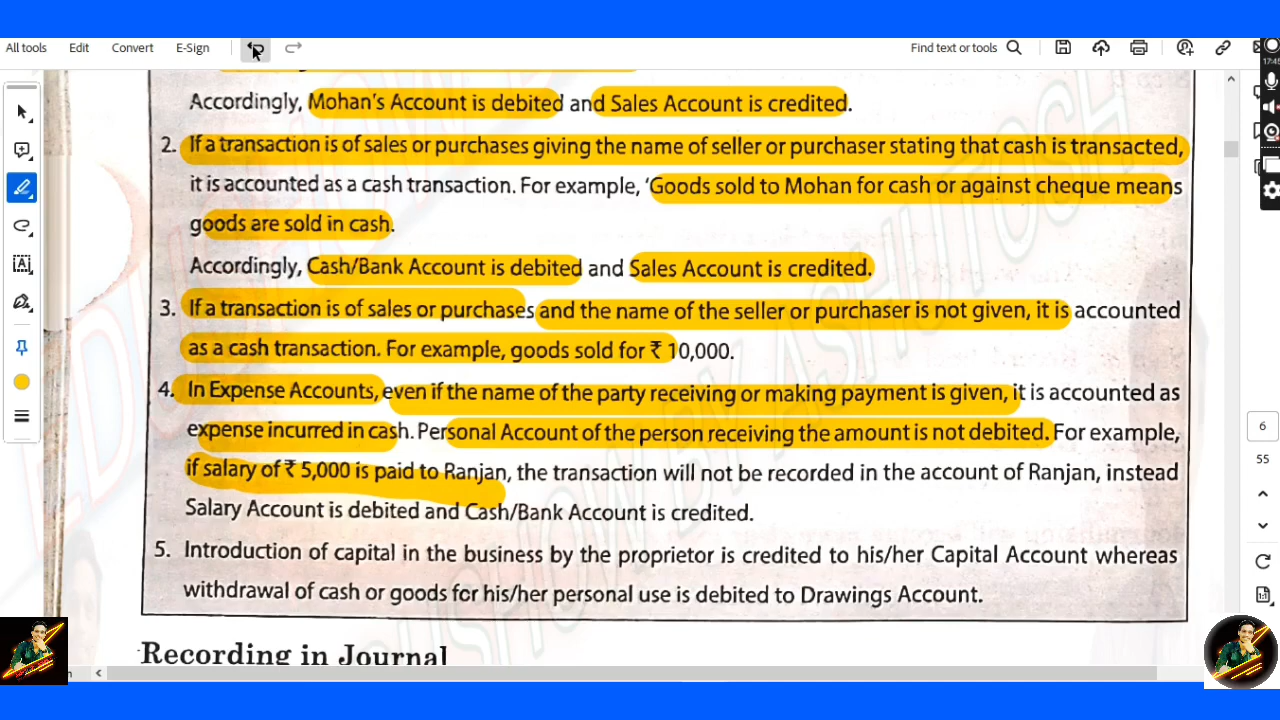 All tools Edit Convert E-Sign Find text or tools
17:45
Accordingly, Mohan's Account is debited and Sales Account is credited.
2. If a transaction is of sales or purchases giving the name of seller or purchaser stating that cash is transacted,
it is accounted as a cash transaction. For example, 'Goods sold to Mohan for cash or against cheque means
goods are sold in cash.
Accordingly, Cash/Bank Account is debited and Sales Account is credited.
3. If a transaction is of sales or purchases and the name of the seller or purchaser is not given, it is accounted
as a cash transaction. For example, goods sold for ₹ 10,000.
4. In Expense Accounts, even if the name of the party receiving or making payment is given, it is accounted as
expense incurred in cash. Personal Account of the person receiving the amount is not debited. For example,
if salary of ₹ 5,000 is paid to Ranjan, the transaction will not be recorded in the account of Ranjan, instead
Salary Account is debited and Cash/Bank Account is credited.
5. Introduction of capital in the business by the proprietor is credited to his/her Capital Account whereas
withdrawal of cash or goods for his/her personal use is debited to Drawings Account.
Recording in Journal
6
55